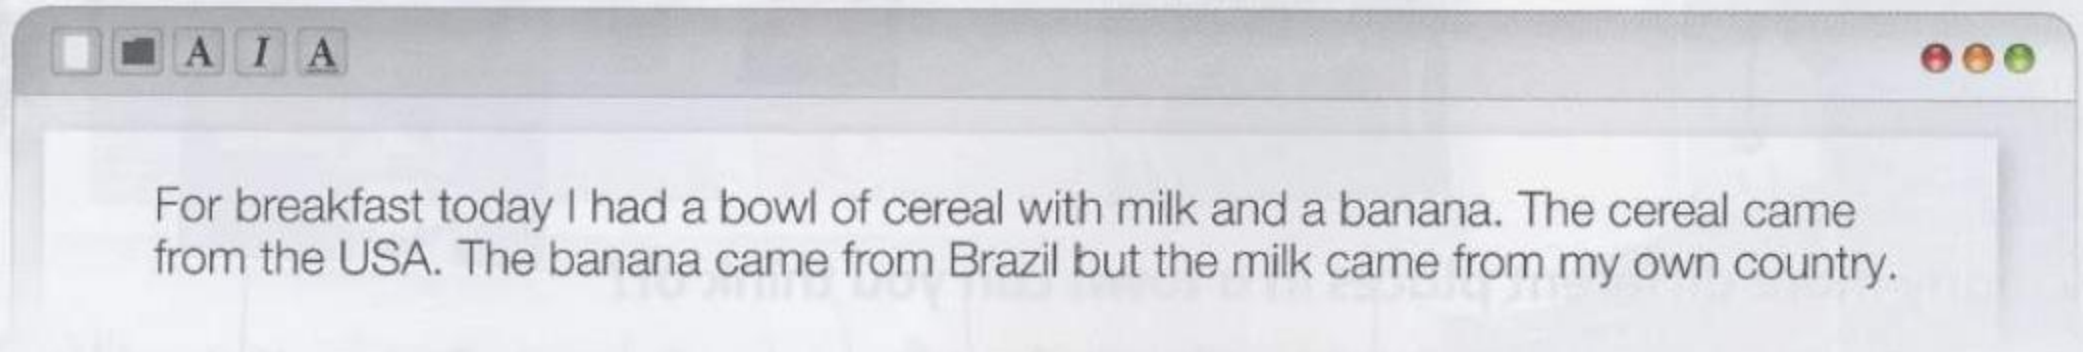 A I A
For breakfast today I had a bowl of cereal with milk and a banana. The cereal came
from the USA. The banana came from Brazil but the milk came from my own country.